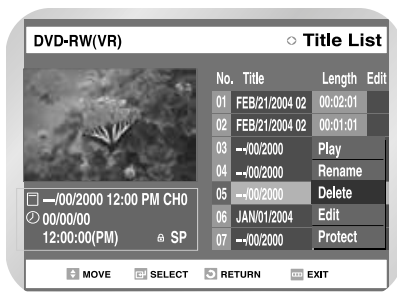 DVD-RW(VR)
Title List
No. Title Length Edit
01 FEB/21/2004 02 00:02:01
02 FEB/21/2004 02 00:01:01
03 --/00/2000 Play
04 --/00/2000 Rename
05 --/00/2000 Delete
06 JAN/01/2004 Edit
07 --/00/2000 Protect
--/00/2000 12:00 PM CH0
00/00/00
12:00:00(PM) SP
MOVE SELECT RETURN EXIT